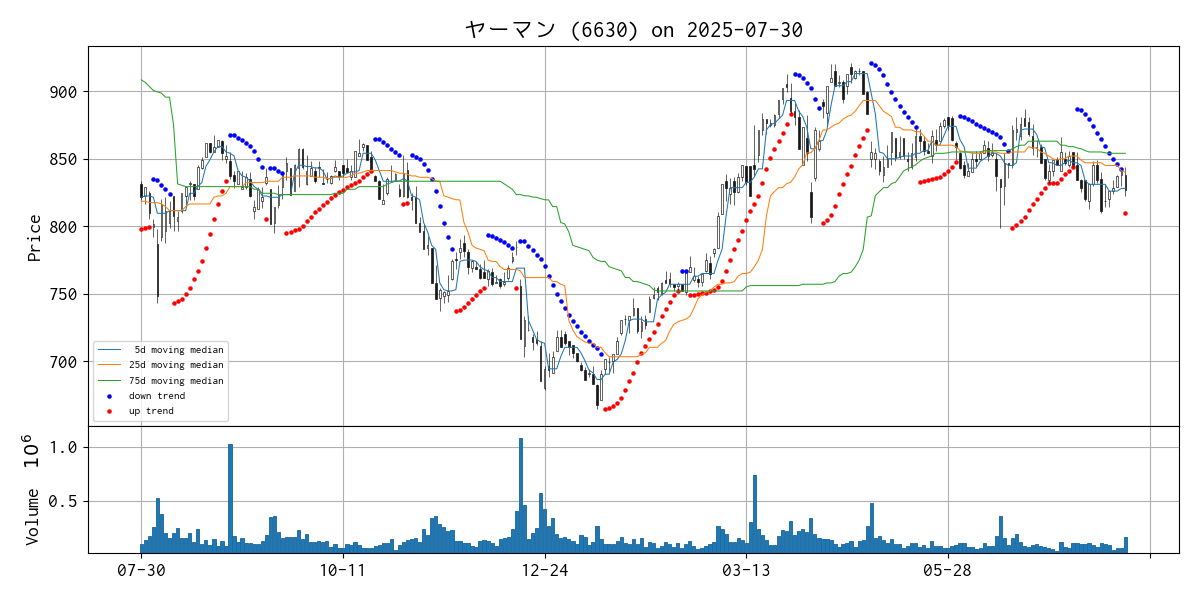 ヤーマン (6630) on 2025-07-30
Price
900
850
800
750
700
5d moving median
25d moving median
75d moving median
down trend
up trend
Volume 10^6
1.0
0.5
07-30
10-11
12-24
03-13
05-28